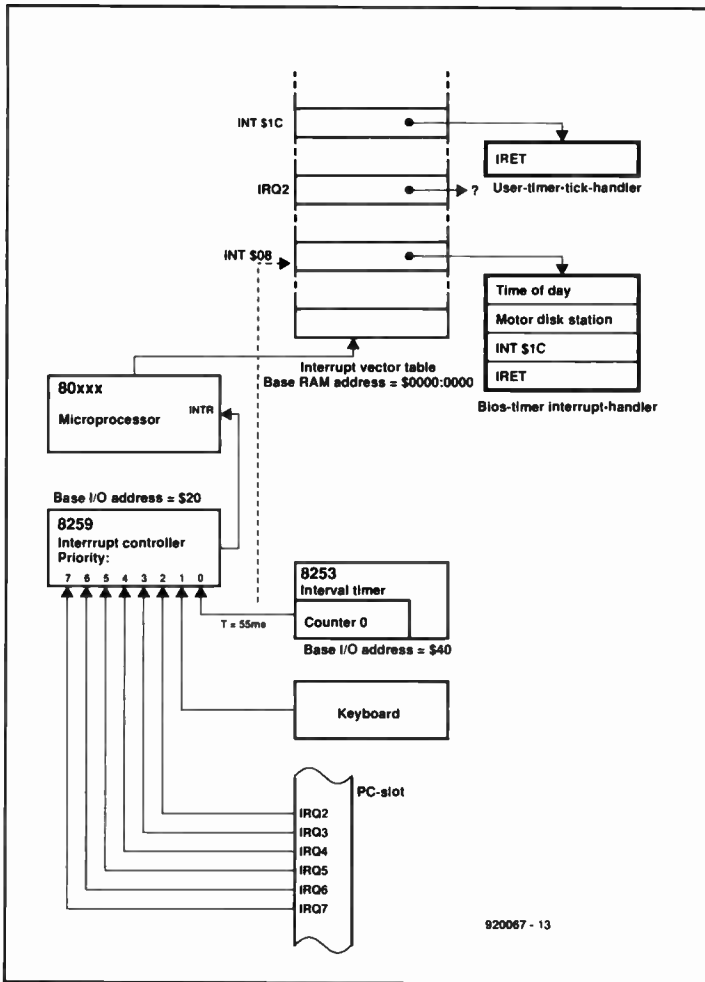 INT $1C
IRET
User-timer-tick-handler
IRQ2
?
INT $08
Time of day
Motor disk station
INT $1C
IRET
Bios-timer interrupt-handler
Interrupt vector table
Base RAM address = $0000:0000
80xxx
INTR
Microprocessor
Base I/O address = $20
8259
Interrrupt controller
Priority:
7 6 5 4 3 2 1 0
T = 55ms
8253
Interval timer
Counter 0
Base I/O address = $40
Keyboard
PC-slot
IRQ2
IRQ3
IRQ4
IRQ5
IRQ6
IRQ7
920067 - 13